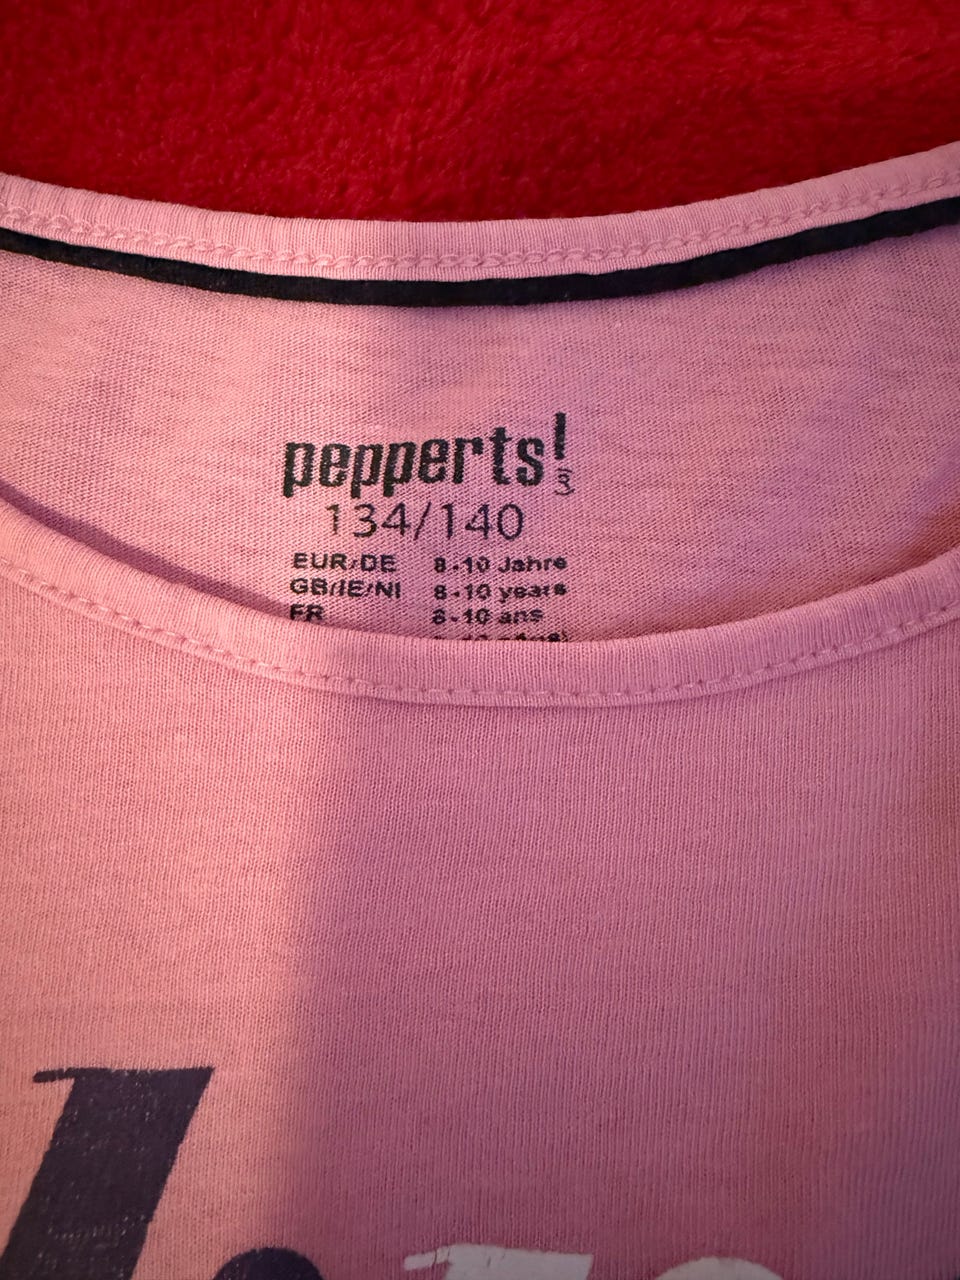 pepperts!
134/140
EUR/DE 8-10 Jahre
GB/IE/NI 8-10 years
FR 8-10 ans